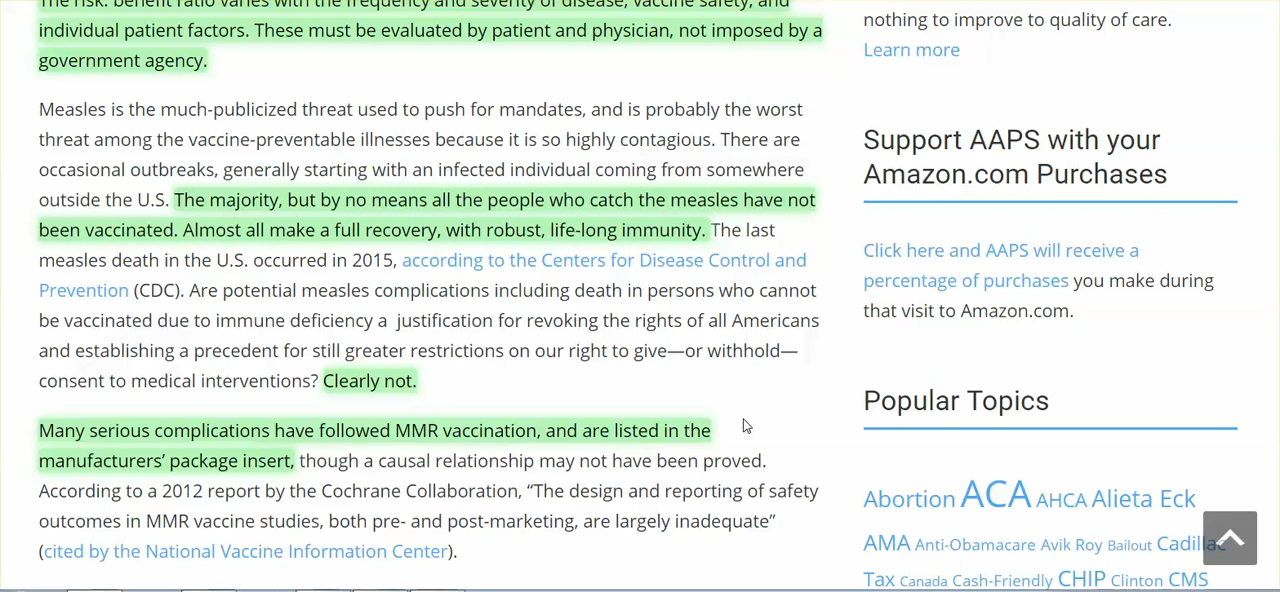 The risk: benefit ratio varies with the frequency and severity of disease, vaccine safety, and
individual patient factors. These must be evaluated by patient and physician, not imposed by a
government agency.
Measles is the much-publicized threat used to push for mandates, and is probably the worst
threat among the vaccine-preventable illnesses because it is so highly contagious. There are
occasional outbreaks, generally starting with an infected individual coming from somewhere
outside the U.S. The majority, but by no means all the people who catch the measles have not
been vaccinated. Almost all make a full recovery, with robust, life-long immunity. The last
measles death in the U.S. occurred in 2015, according to the Centers for Disease Control and
Prevention (CDC). Are potential measles complications including death in persons who cannot
be vaccinated due to immune deficiency a justification for revoking the rights of all Americans
and establishing a precedent for still greater restrictions on our right to give—or withhold—
consent to medical interventions? Clearly not.
Many serious complications have followed MMR vaccination, and are listed in the
manufacturers’ package insert, though a causal relationship may not have been proved.
According to a 2012 report by the Cochrane Collaboration, “The design and reporting of safety
outcomes in MMR vaccine studies, both pre- and post-marketing, are largely inadequate”
(cited by the National Vaccine Information Center).
nothing to improve to quality of care.
Learn more
Support AAPS with your
Amazon.com Purchases
Click here and AAPS will receive a
percentage of purchases you make during
that visit to Amazon.com.
Popular Topics
Abortion ACA AHCA Alieta Eck
AMA Anti-Obamacare Avik Roy Bailout Cadillac
Tax Canada Cash-Friendly CHIP Clinton CMS